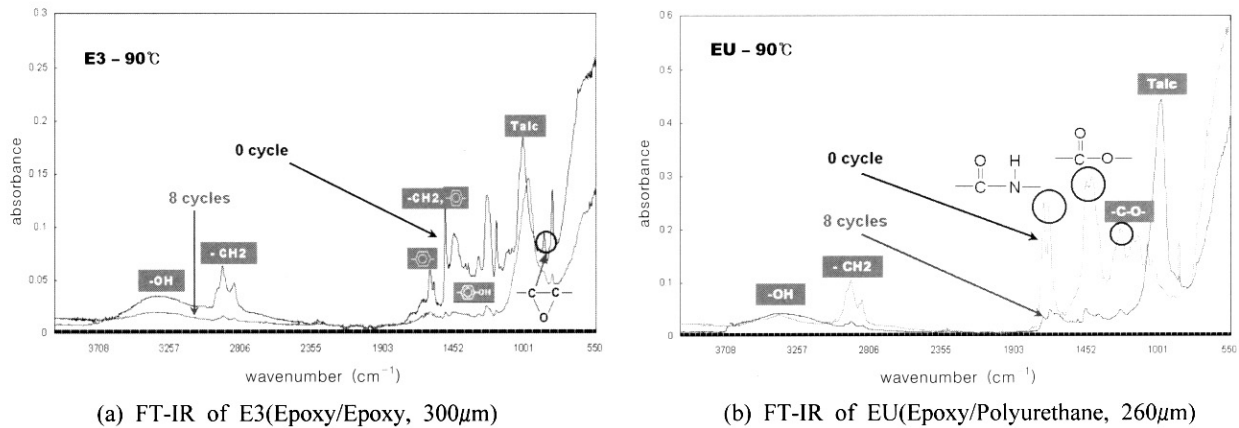 0.3
0.25
0.2
0.15
0.1
0.05
0
absorbance
E3 – 90℃
0 cycle
8 cycles
-OH
- CH2
-CH2,
-OH
Talc
C C
O
3708 3257 2806 2355 1903 1452 1001 550
wavenumber (cm⁻¹)
(a) FT-IR of E3(Epoxy/Epoxy, 300μm)
0.6
0.5
0.4
0.3
0.2
0.1
0
absorbance
EU – 90℃
0 cycle
8 cycles
-OH
- CH2
O H
C N
O
C O
-C-O-
Talc
3708 3257 2806 2355 1903 1452 1001 550
wavenumber (cm⁻¹)
(b) FT-IR of EU(Epoxy/Polyurethane, 260μm)